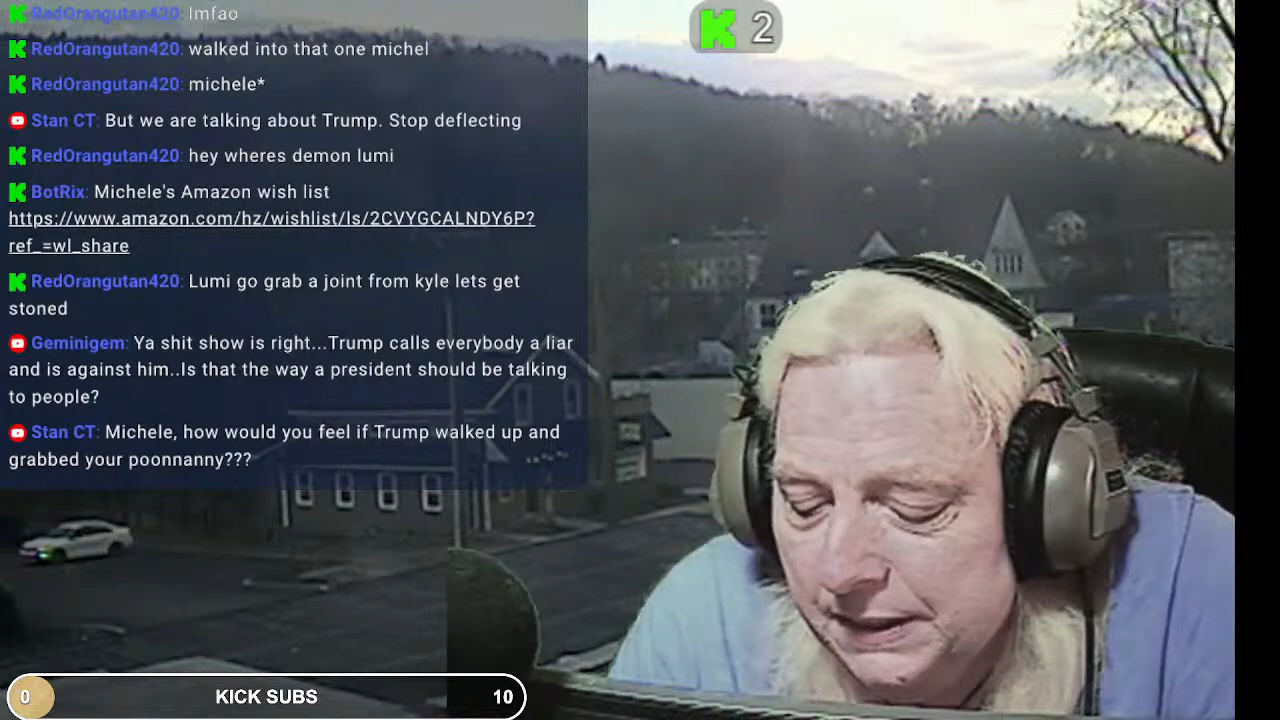 RedOrangutan420: lmfao
RedOrangutan420: walked into that one michel
RedOrangutan420: michele*
Stan CT: But we are talking about Trump. Stop deflecting
RedOrangutan420: hey wheres demon lumi
BotRix: Michele's Amazon wish list
https://www.amazon.com/hz/wishlist/ls/2CVYGCALNDY6P?
ref_=wl_share
RedOrangutan420: Lumi go grab a joint from kyle lets get
stoned
Geminigem: Ya shit show is right...Trump calls everybody a liar
and is against him..Is that the way a president should be talking
to people?
Stan CT: Michele, how would you feel if Trump walked up and
grabbed your poonnanny???
K 2
0 KICK SUBS 10